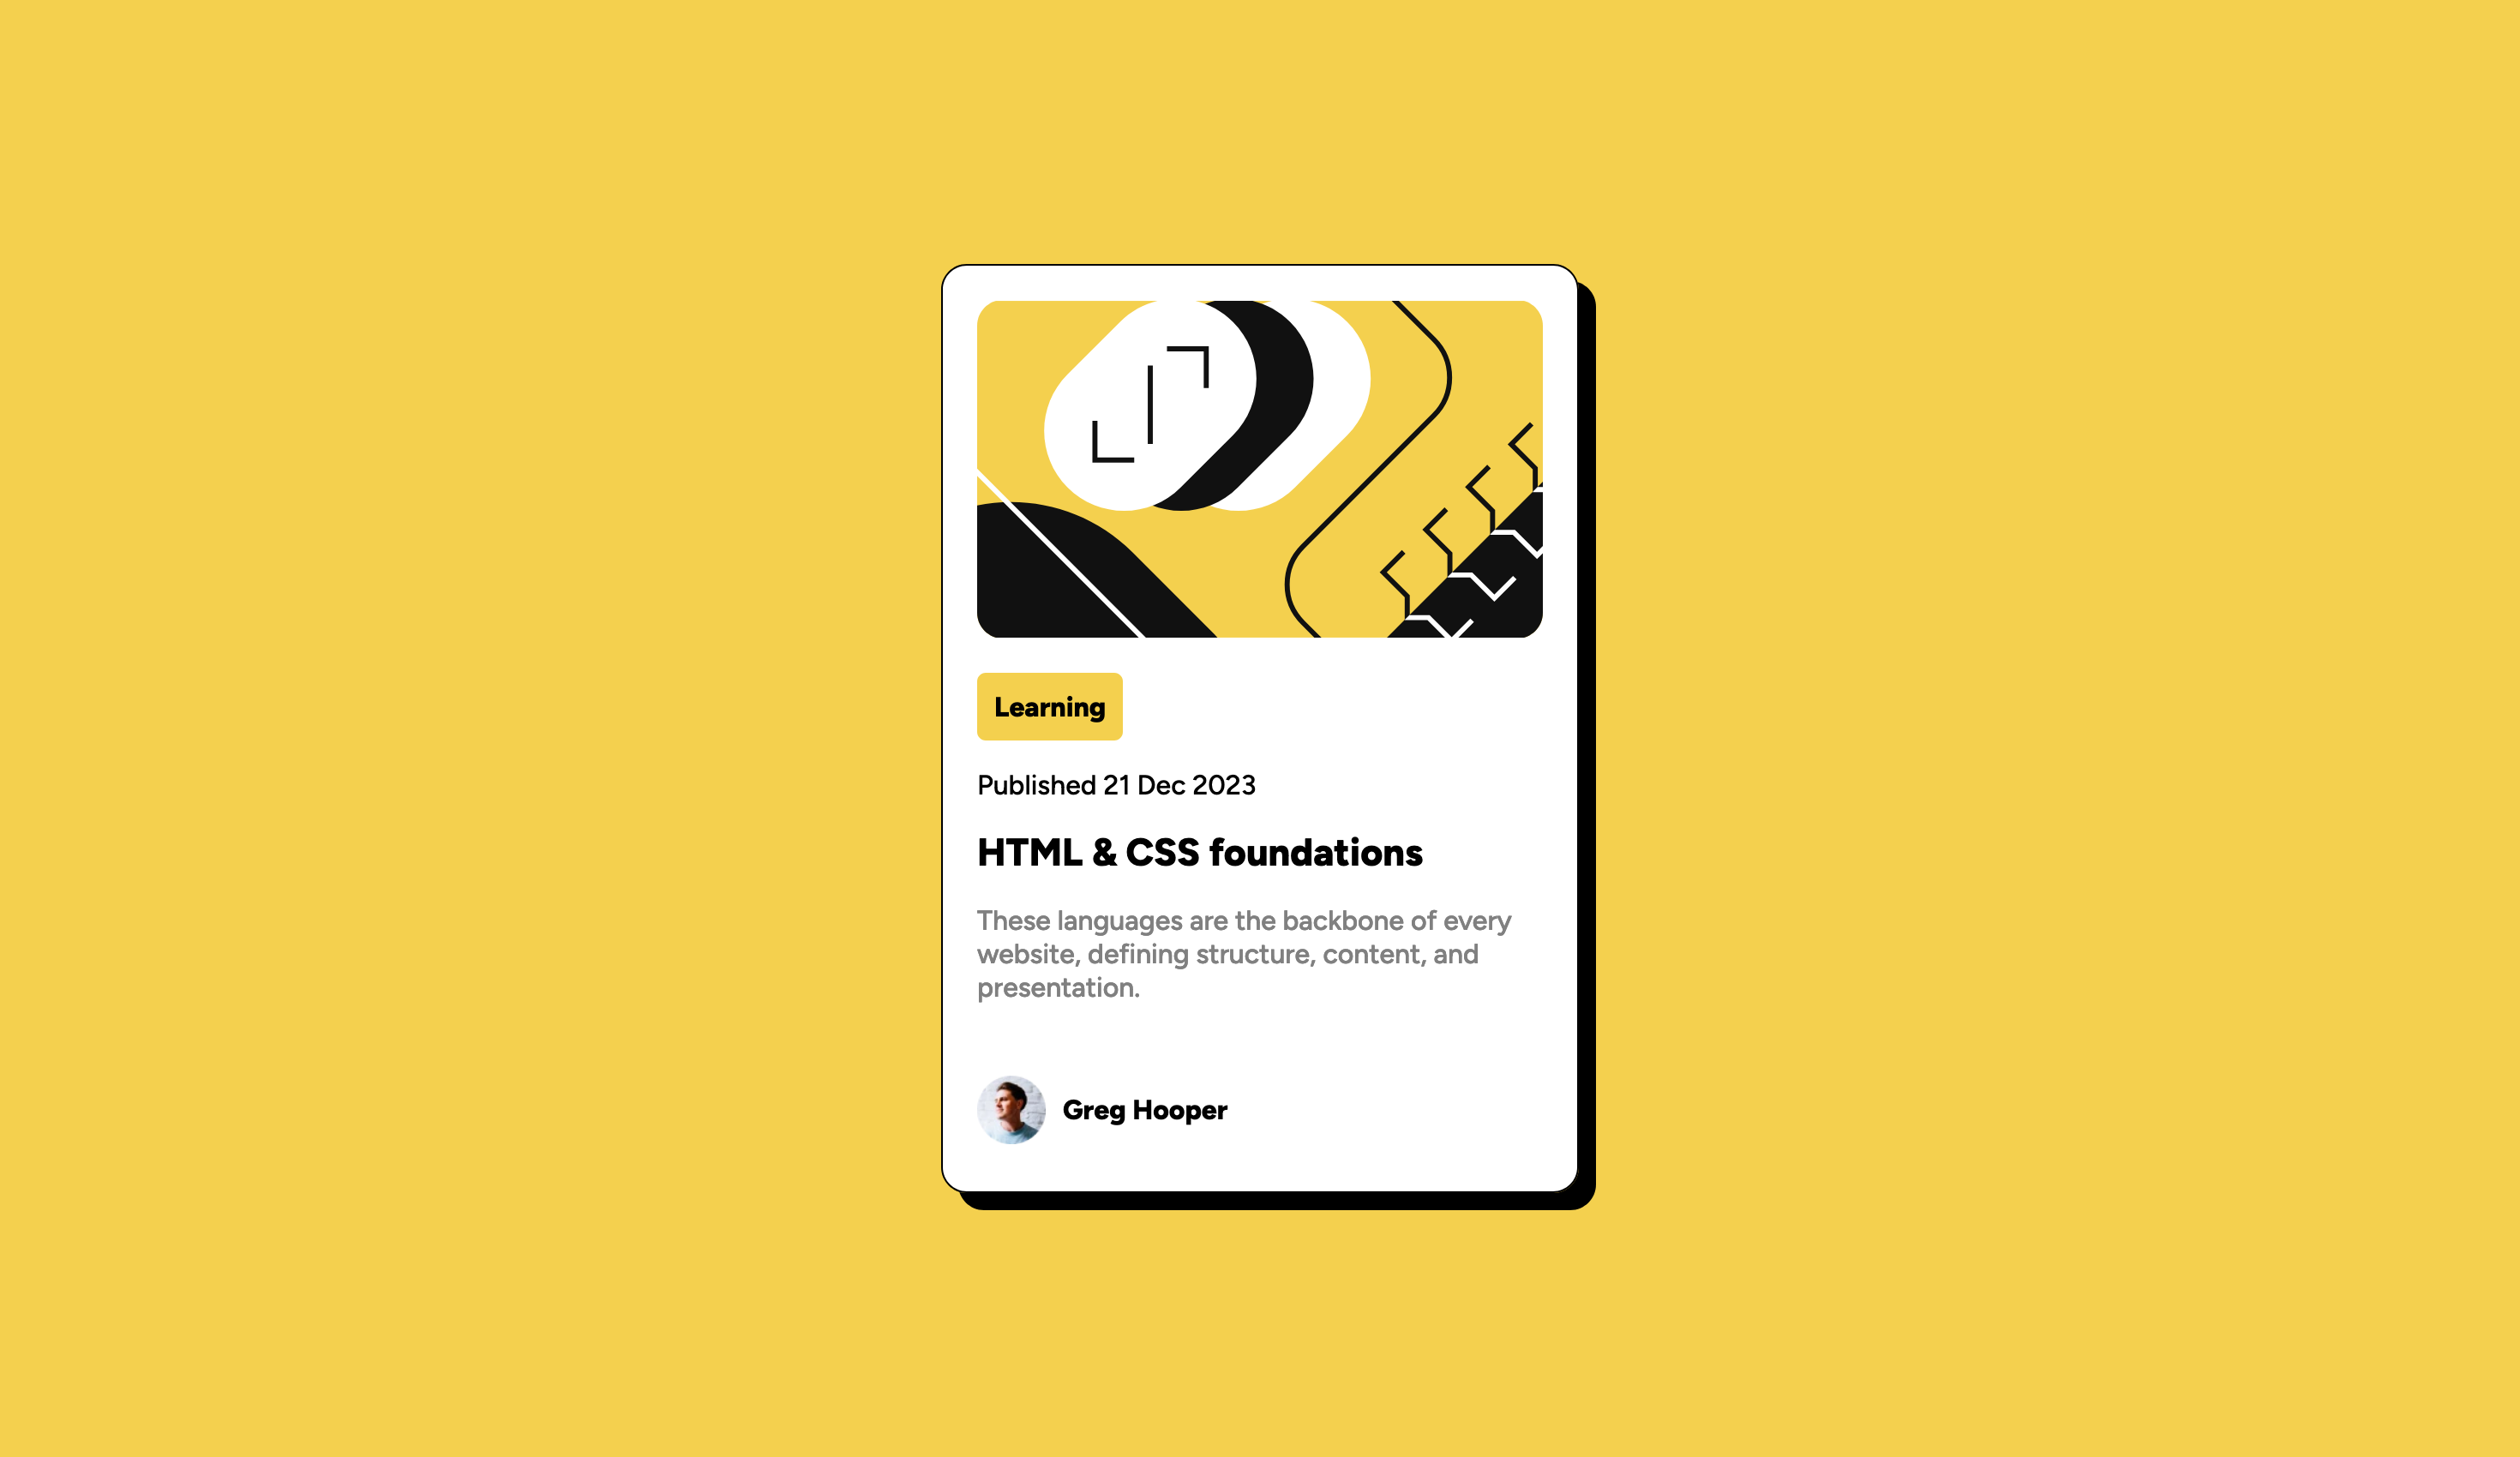 Learning
Published 21 Dec 2023
HTML & CSS foundations
These languages are the backbone of every
website, defining structure, content, and
presentation.
Greg Hooper